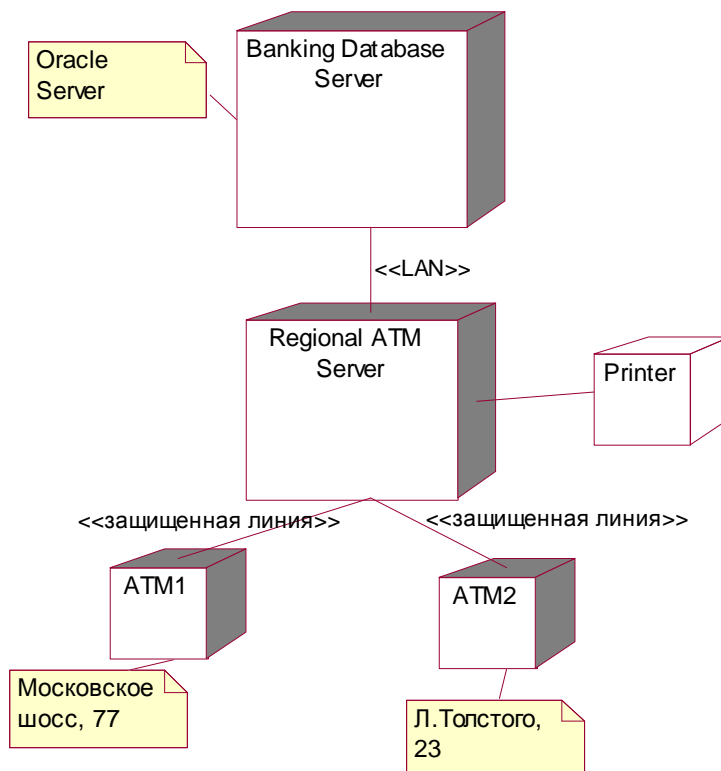 Oracle
Server
Banking Database
Server
<<LAN>>
Regional ATM
Server
Printer
<<защищенная линия>>
<<защищенная линия>>
ATM1
ATM2
Московское
шосс, 77
Л.Толстого,
23